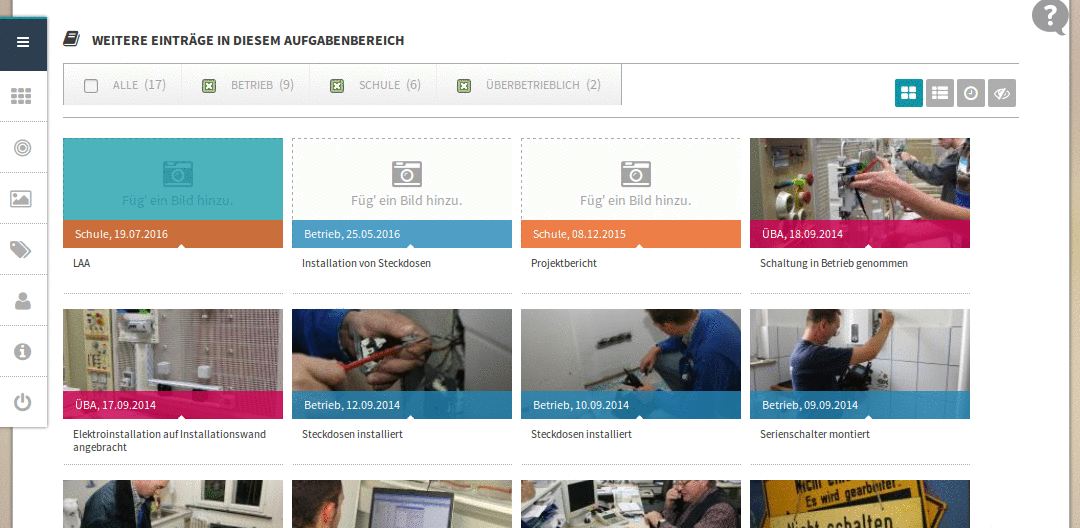 WEITERE EINTRÄGE IN DIESEM AUFGABENBEREICH
ALLE (17) BETRIEB (9) SCHULE (6) ÜBERBETRIEBLICH (2)
Füg' ein Bild hinzu. Füg' ein Bild hinzu. Füg' ein Bild hinzu.
Schule, 19.07.2016 Betrieb, 25.05.2016 Schule, 08.12.2015 ÜBA, 18.09.2014
LAA Installation von Steckdosen Projektbericht Schaltung in Betrieb genommen
ÜBA, 17.09.2014 Betrieb, 12.09.2014 Betrieb, 10.09.2014 Betrieb, 09.09.2014
Elektroinstallation auf Installationswand Steckdosen installiert Steckdosen installiert Serienschalter montiert
angebracht
Nicht ein
Es wird gearbeitet
Nicht schalten